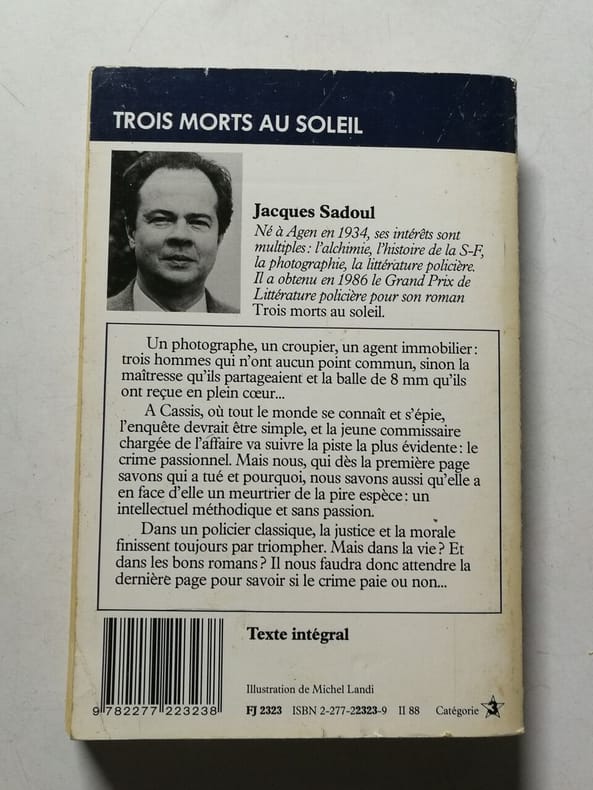 TROIS MORTS AU SOLEIL
Jacques Sadoul
Né à Agen en 1934, ses intérêts sont
multiples : l'alchimie, l'histoire de la S-F,
la photographie, la littérature policière.
Il a obtenu en 1986 le Grand Prix de
Littérature policière pour son roman
Trois morts au soleil.
Un photographe, un croupier, un agent immobilier :
trois hommes qui n'ont aucun point commun, sinon la
maîtresse qu'ils partageaient et la balle de 8 mm qu'ils
ont reçue en plein cœur...
A Cassis, où tout le monde se connaît et s'épie,
l'enquête devrait être simple, et la jeune commissaire
chargée de l'affaire va suivre la piste la plus évidente : le
crime passionnel. Mais nous, qui dès la première page
savons qui a tué et pourquoi, nous savons aussi qu'elle a
en face d'elle un meurtrier de la pire espèce : un
intellectuel méthodique et sans passion.
Dans un policier classique, la justice et la morale
finissent toujours par triompher. Mais dans la vie ? Et
dans les bons romans ? Il nous faudra donc attendre la
dernière page pour savoir si le crime paie ou non...
Texte intégral
Illustration de Michel Landi
9 782277 223238
FJ 2323 ISBN 2-277-22323-9 II 88 Catégorie 3